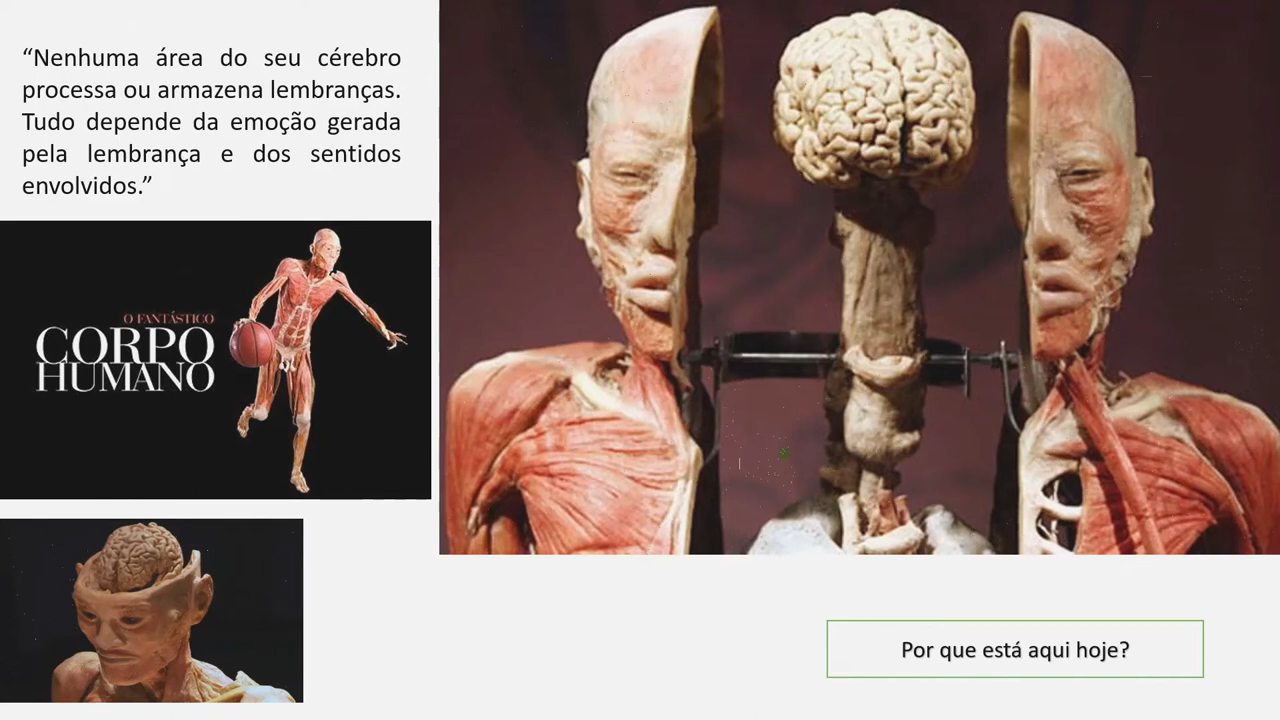 “Nenhuma área do seu cérebro
processa ou armazena lembranças.
Tudo depende da emoção gerada
pela lembrança e dos sentidos
envolvidos.”
O FANTÁSTICO
CORPO
HUMANO
Por que está aqui hoje?